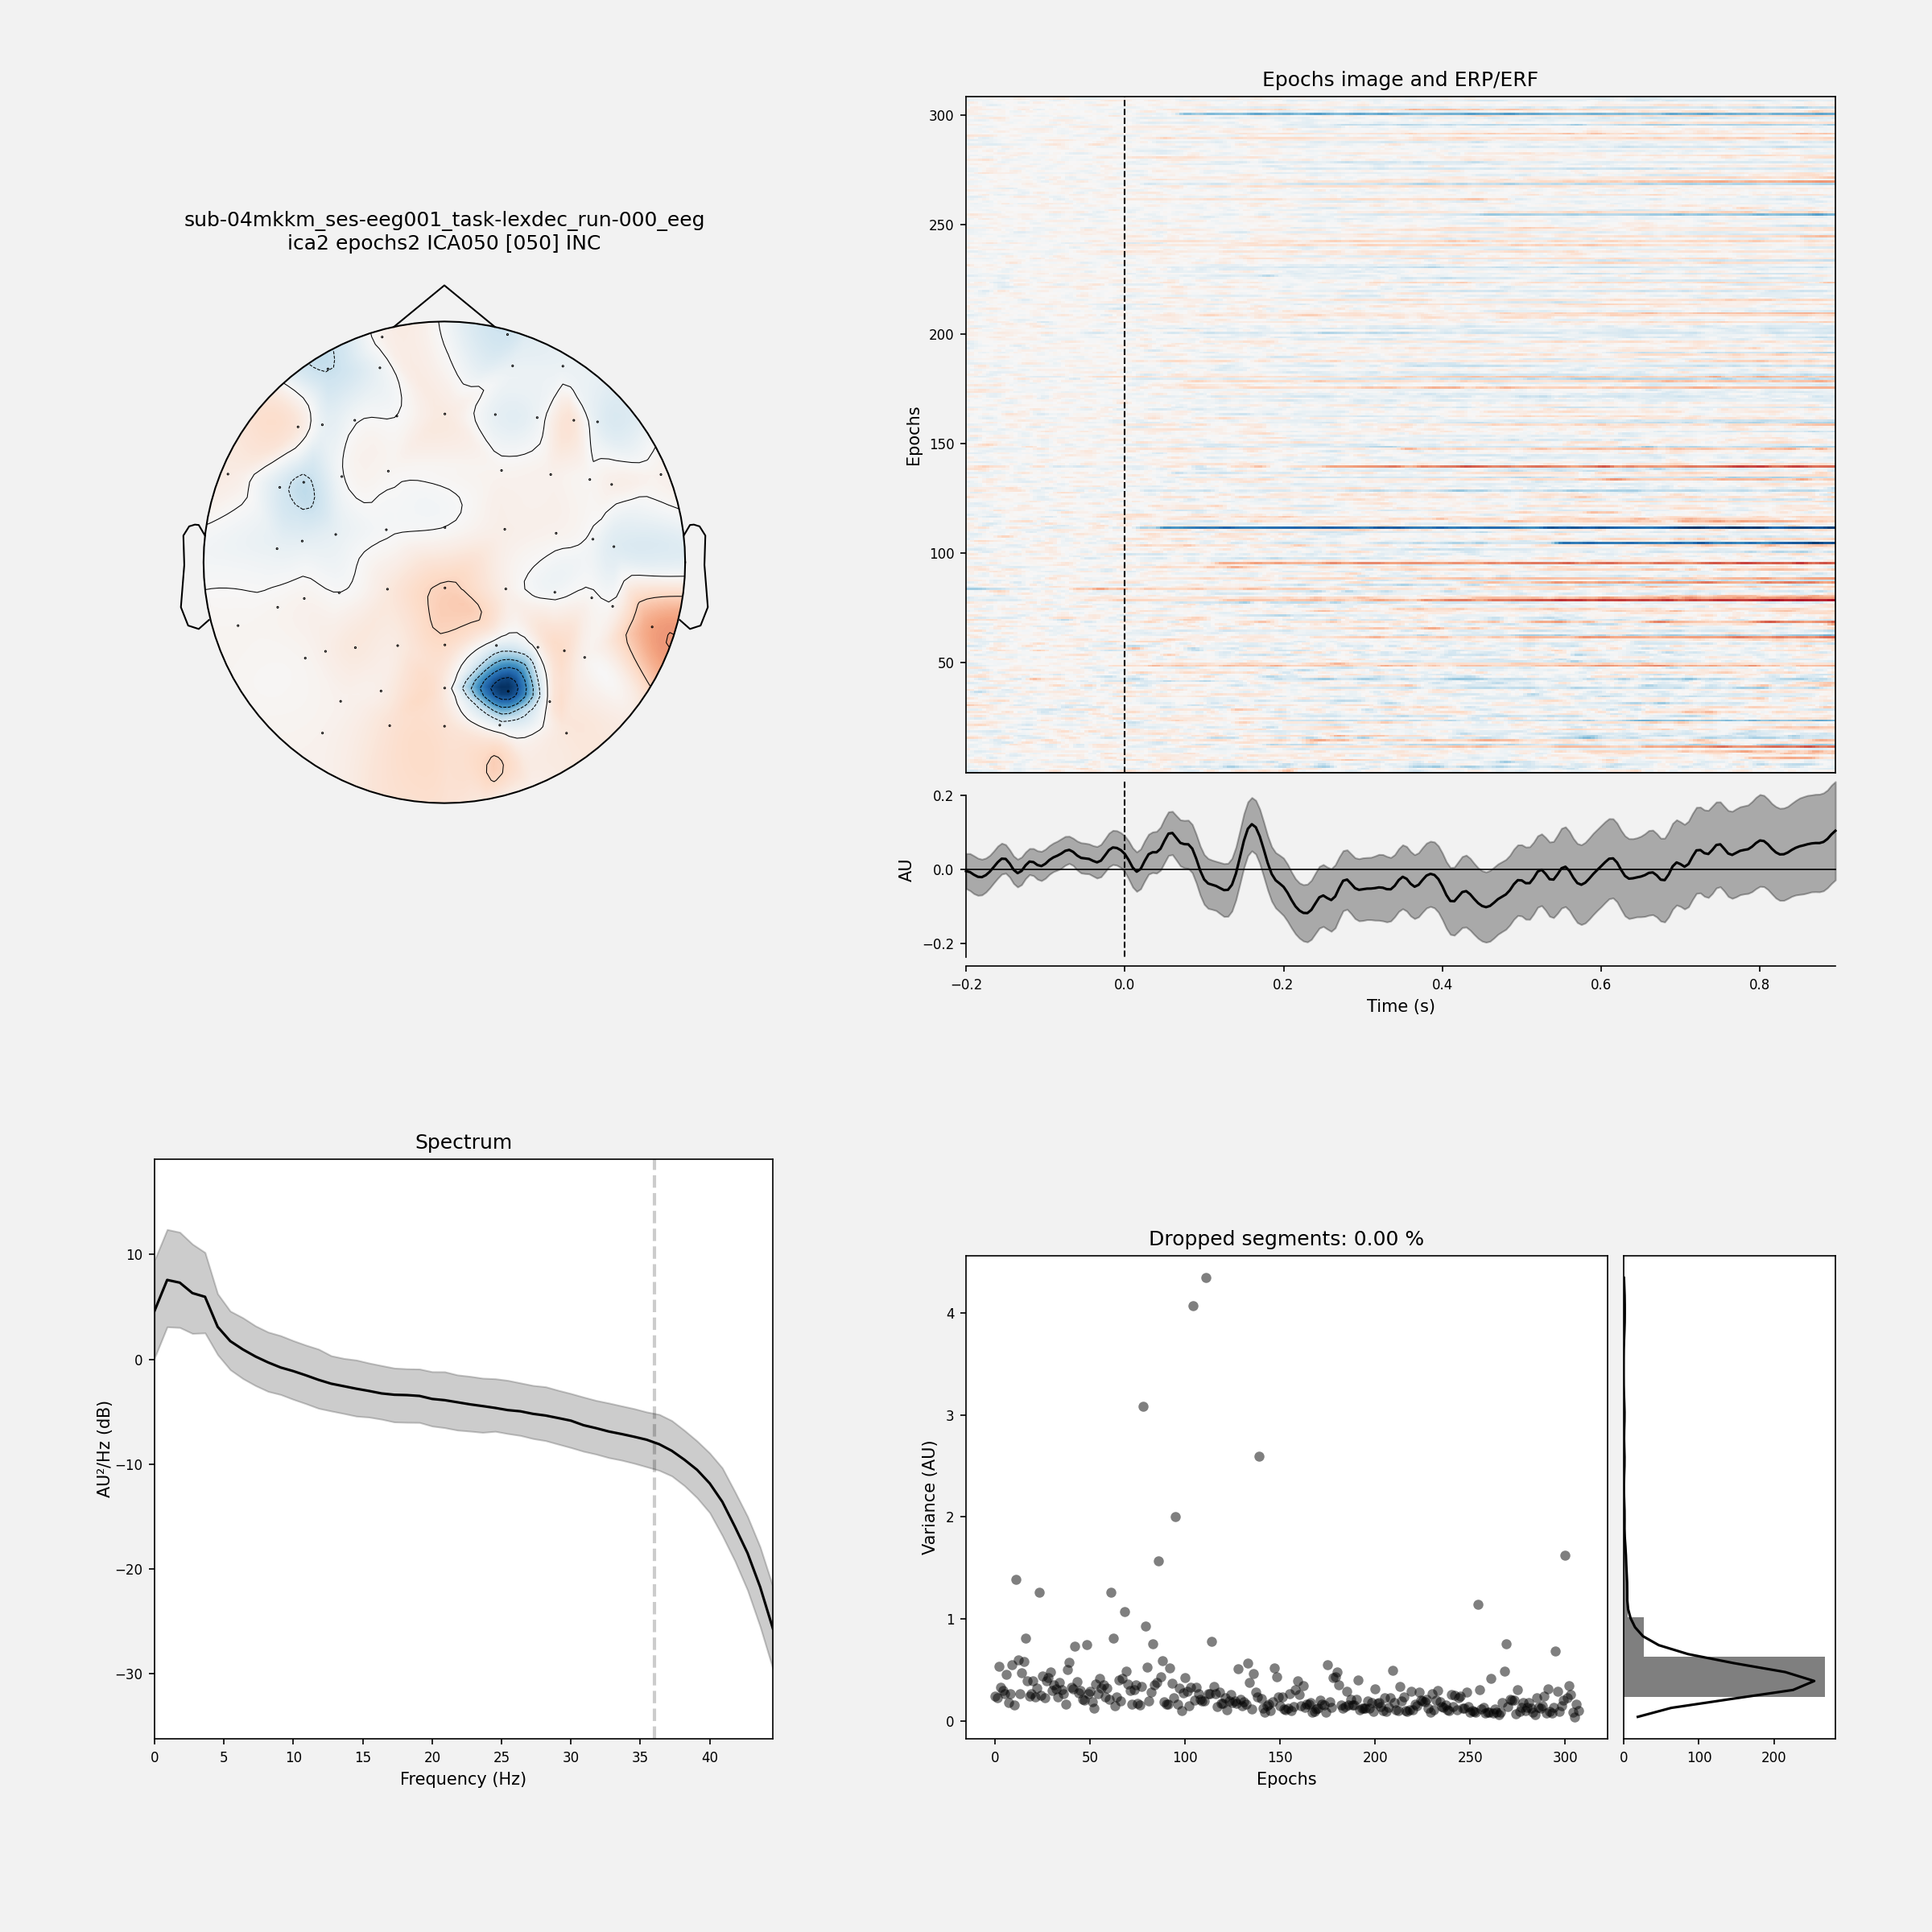 sub-04mkkm_ses-eeg001_task-lexdec_run-000_eeg
ica2 epochs2 ICA050 [050] INC
Epochs image and ERP/ERF
300
250
200
150
100
50
Epochs
0.2
0.0
−0.2
AU
−0.2 0.0 0.2 0.4 0.6 0.8
Time (s)
Spectrum
10
0
−10
−20
−30
AU²/Hz (dB)
0 5 10 15 20 25 30 35 40
Frequency (Hz)
Dropped segments: 0.00 %
4
3
2
1
0
Variance (AU)
0 50 100 150 200 250 300
Epochs
0 100 200